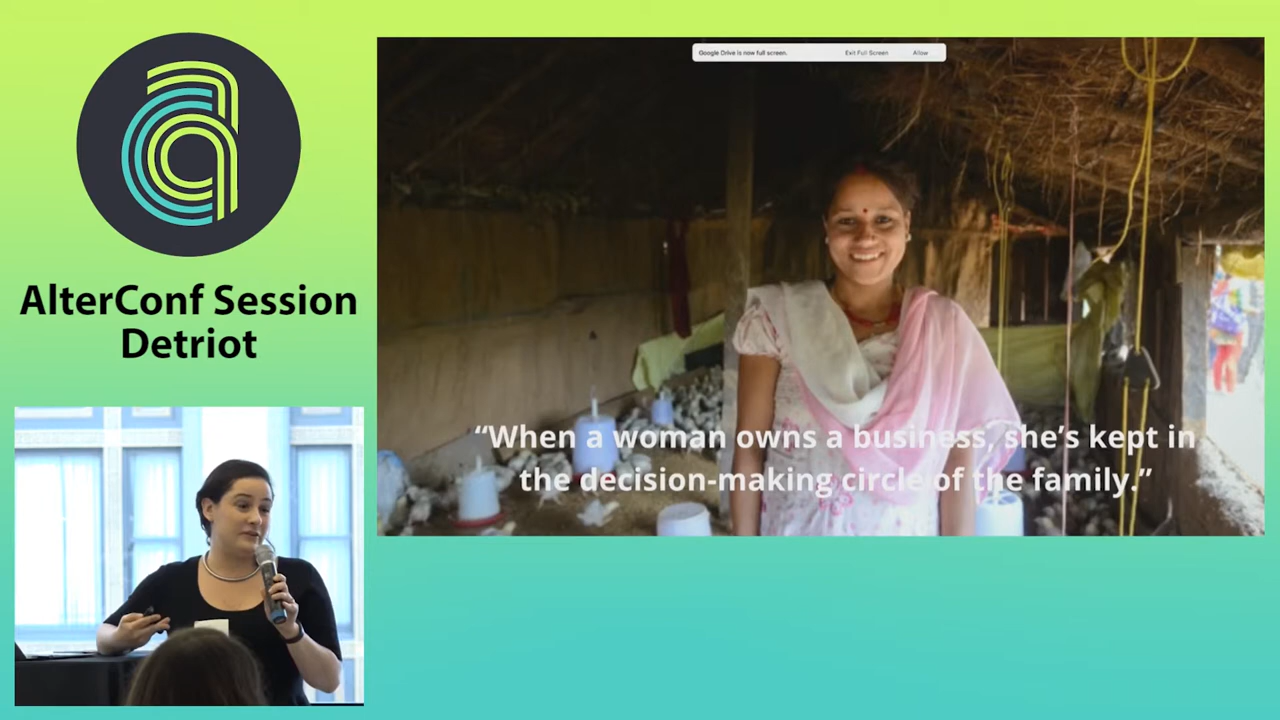 AlterConf Session
Detriot
Google Drive is now full screen. Exit Full Screen Allow
“When a woman owns a business, she’s kept in
the decision-making circle of the family.”